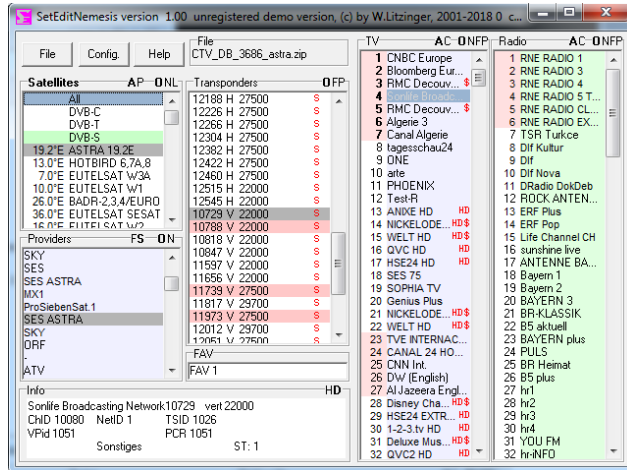 SetEditNemesis version 1.00 unregistered demo version, (c) by W.Litzinger, 2001-2018 0 c...
File Config. Help
File
CTV_DB_3686_astra.zip
Satellites AP ONL
All
DVB-C
DVB-T
DVB-S
19.2°E ASTRA 19.2E
13.0°E HOTBIRD 6,7A,8
7.0°E EUTELSAT W3A
10.0°E EUTELSAT W1
26.0°E BADR-2,3,4/EURO
36.0°E EUTELSAT SESAT
16.0°E EUTELSAT W2
Providers FS ON
SKY
SES
SES ASTRA
MX1
ProSiebenSat.1
SES ASTRA
SKY
ORF
-
ATV
Transponders OFP
12188 H 27500 S
12226 H 27500 S
12266 H 27500 S
12304 H 27500 S
12382 H 27500 S
12422 H 27500 S
12460 H 27500 S
12515 H 22000 S
12545 H 22000 S
10729 V 22000 S
10788 V 22000 S
10818 V 22000 S
10847 V 22000 S
11597 V 22000 S
11656 V 22000 S
11739 V 27500 S
11817 V 29700 S
11973 V 27500 S
12012 V 29700 S
12051 V 27500 S
FAV
FAV 1
Info HD
Sonlife Broadcasting Network 10729 vert 22000
ChID 10080 NetID 1 TSID 1026
VPid 1051 PCR 1051
Sonstiges ST: 1
TV AC ONFP
1 CNBC Europe
2 Bloomberg Eur...
3 RMC Decouv... $
4 Sonlife Broadc...
5 RMC Decouv... $
6 Algerie 3
7 Canal Algerie
8 tagesschau24
9 ONE
10 arte
11 PHOENIX
12 Test-R
13 ANIXE HD HD
14 NICKELODE... HD$
15 WELT HD HD$
16 QVC HD HD
17 HSE24 HD HD
18 SES 75
19 SOPHIA TV
20 Genius Plus
21 NICKELODE... HD$
22 WELT HD HD$
23 TVE INTERNAC...
24 CANAL 24 HO...
25 CNN Int.
26 DW (English)
27 Al Jazeera Engl...
28 Disney Cha... HD$
29 HSE24 EXTR... HD
30 1-2-3.tv HD HD
31 Deluxe Mus... HD$
32 QVC2 HD HD
Radio AC ONFP
1 RNE RADIO 1
2 RNE RADIO 3
3 RNE RADIO 4
4 RNE RADIO 5 T...
5 RNE RADIO CL...
6 RNE RADIO EX...
7 TSR Turkce
8 Dlf Kultur
9 Dlf
10 Dlf Nova
11 DRadio DokDeb
12 ROCK ANTEN...
13 ERF Plus
14 ERF Pop
15 Life Channel CH
16 sunshine live
17 ANTENNE BA...
18 Bayern 1
19 Bayern 2
20 BAYERN 3
21 BR-KLASSIK
22 B5 aktuell
23 BAYERN plus
24 PULS
25 BR Heimat
26 B5 plus
27 hr1
28 hr2
29 hr3
30 hr4
31 YOU FM
32 hr-iNFO